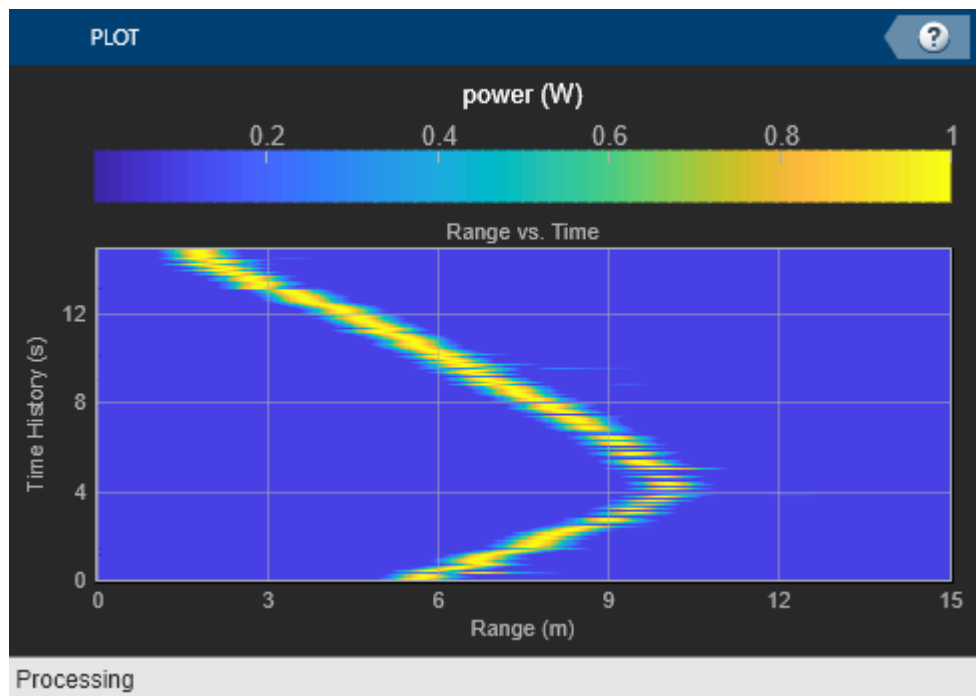 PLOT ?
power (W)
0.2 0.4 0.6 0.8 1
Range vs. Time
12
8
4
0
Time History (s)
0 3 6 9 12 15
Range (m)
Processing